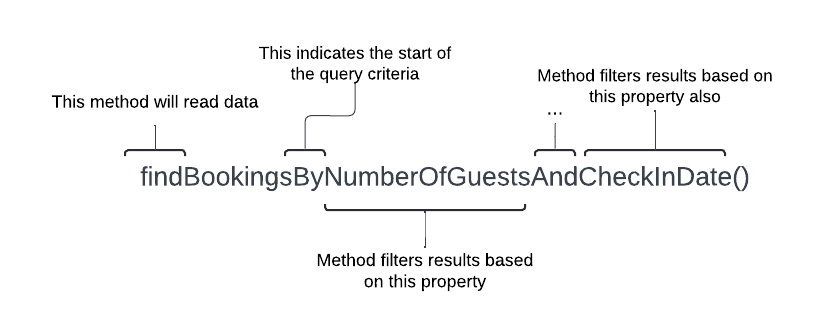 This indicates the start of
the query criteria
Method filters results based on
this property also
This method will read data
...
findBookingsByNumberOfGuestsAndCheckInDate()
Method filters results based
on this property